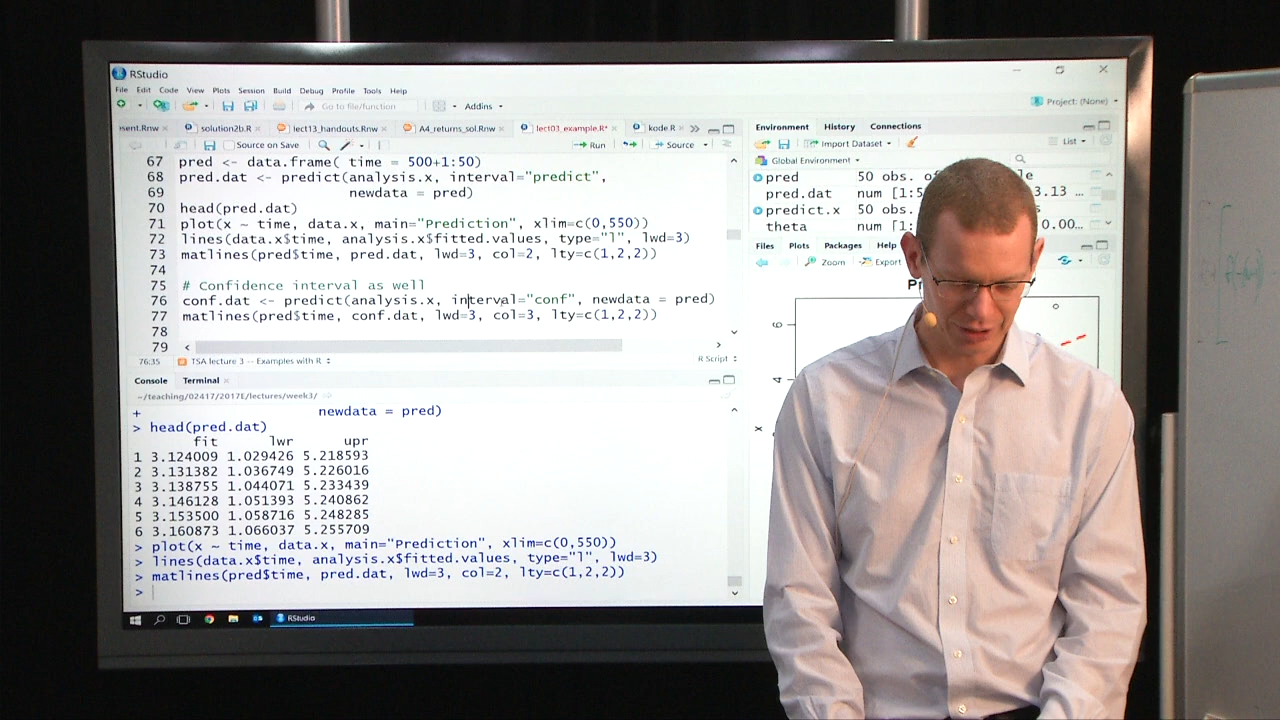 RStudio
File Edit Code View Plots Session Build Debug Profile Tools Help
Go to file/function Addins Project: (None)
sent.Rnw solution2b.R lect13_handouts.Rnw A4_returns_sol.Rnw lect03_example.R* kode.R
Source on Save Run Source
67 pred <- data.frame( time = 500+1:50)
68 pred.dat <- predict(analysis.x, interval="predict",
69 newdata = pred)
70 head(pred.dat)
71 plot(x ~ time, data.x, main="Prediction", xlim=c(0,550))
72 lines(data.x$time, analysis.x$fitted.values, type="l", lwd=3)
73 matlines(pred$time, pred.dat, lwd=3, col=2, lty=c(1,2,2))
74
75 # Confidence interval as well
76 conf.dat <- predict(analysis.x, interval="conf", newdata = pred)
77 matlines(pred$time, conf.dat, lwd=3, col=3, lty=c(1,2,2))
78
79
76:35 TSA lecture 3 -- Examples with R R Script
Console Terminal
~/teaching/02417/2017E/lectures/week3/
+ newdata = pred)
> head(pred.dat)
fit lwr upr
1 3.124009 1.029426 5.218593
2 3.131382 1.036749 5.226016
3 3.138755 1.044071 5.233439
4 3.146128 1.051393 5.240862
5 3.153500 1.058716 5.248285
6 3.160873 1.066037 5.255709
> plot(x ~ time, data.x, main="Prediction", xlim=c(0,550))
> lines(data.x$time, analysis.x$fitted.values, type="l", lwd=3)
> matlines(pred$time, pred.dat, lwd=3, col=2, lty=c(1,2,2))
>
RStudio
Environment History Connections
Import Dataset List
Global Environment
pred 50 obs. of
pred.dat num [1:5 3.13 ...
predict.x 50 obs.
theta num [1: 0.00...
Files Plots Packages Help
Zoom Export
6
4
x